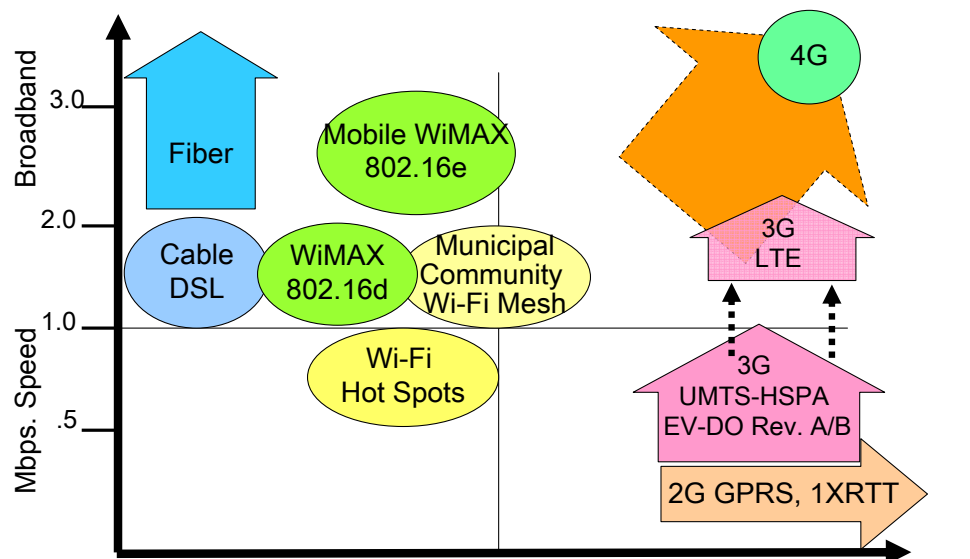 Broadband
Mbps. Speed
3.0
2.0
1.0
.5
Fiber
Cable
DSL
Mobile WiMAX
802.16e
WiMAX
802.16d
Municipal
Community
Wi-Fi Mesh
Wi-Fi
Hot Spots
4G
3G
LTE
3G
UMTS-HSPA
EV-DO Rev. A/B
2G GPRS, 1XRTT